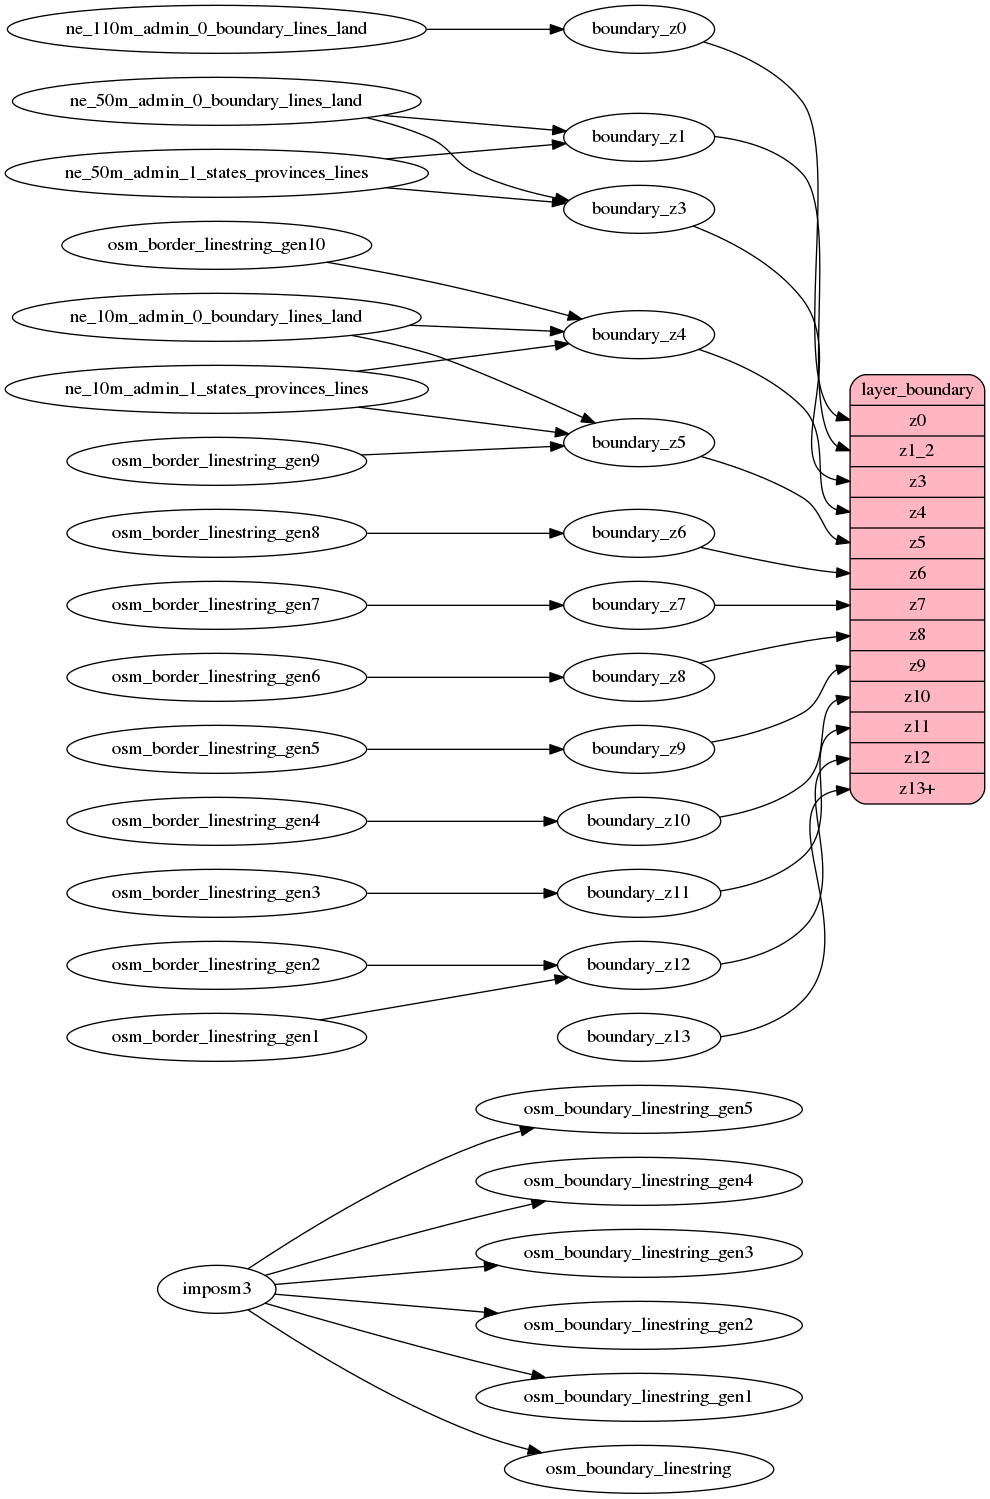 ne_110m_admin_0_boundary_lines_land
boundary_z0
ne_50m_admin_0_boundary_lines_land
boundary_z1
ne_50m_admin_1_states_provinces_lines
boundary_z3
osm_border_linestring_gen10
ne_10m_admin_0_boundary_lines_land
boundary_z4
ne_10m_admin_1_states_provinces_lines
boundary_z5
osm_border_linestring_gen9
osm_border_linestring_gen8
boundary_z6
osm_border_linestring_gen7
boundary_z7
osm_border_linestring_gen6
boundary_z8
osm_border_linestring_gen5
boundary_z9
osm_border_linestring_gen4
boundary_z10
osm_border_linestring_gen3
boundary_z11
osm_border_linestring_gen2
boundary_z12
osm_border_linestring_gen1
boundary_z13
layer_boundary
z0
z1_2
z3
z4
z5
z6
z7
z8
z9
z10
z11
z12
z13+
imposm3
osm_boundary_linestring_gen5
osm_boundary_linestring_gen4
osm_boundary_linestring_gen3
osm_boundary_linestring_gen2
osm_boundary_linestring_gen1
osm_boundary_linestring